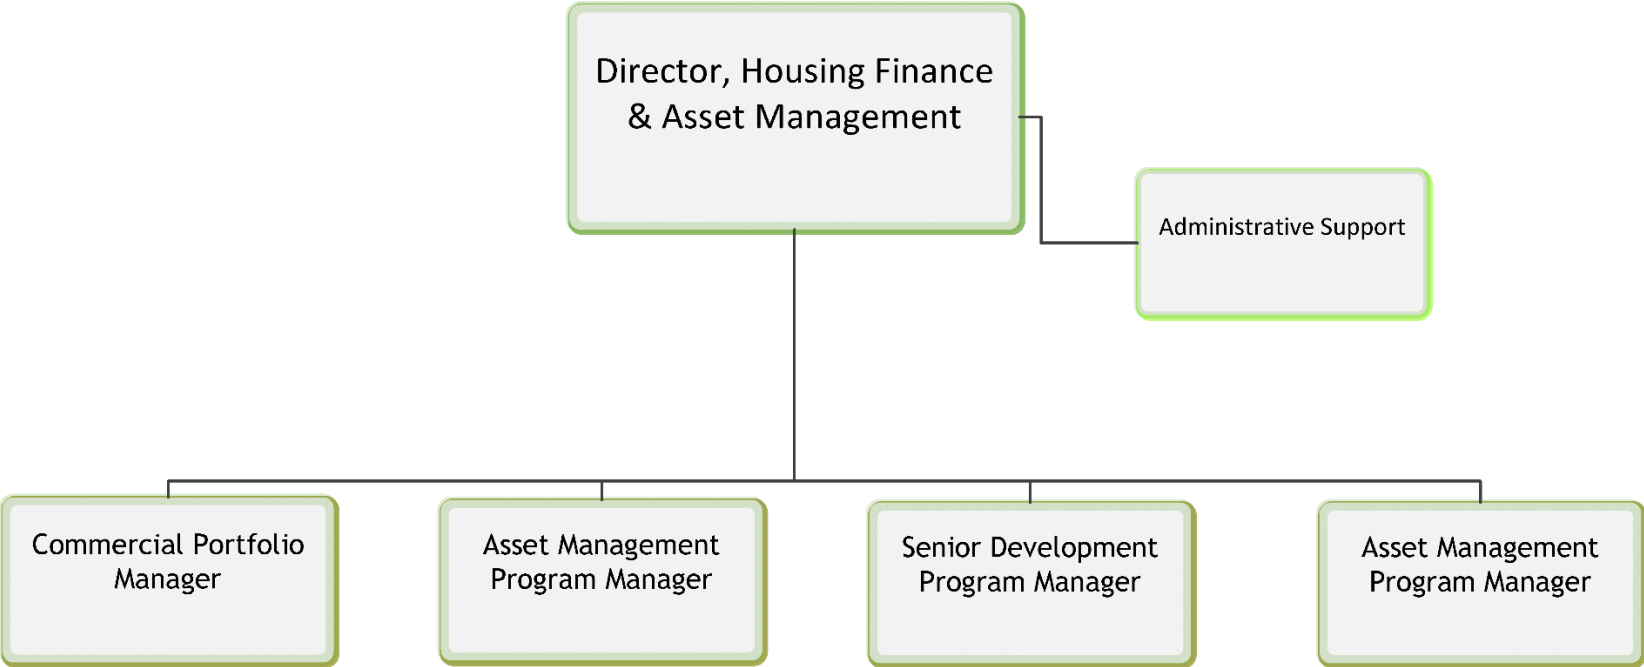 Director, Housing Finance
& Asset Management
Administrative Support
Commercial Portfolio
Manager
Asset Management
Program Manager
Senior Development
Program Manager
Asset Management
Program Manager